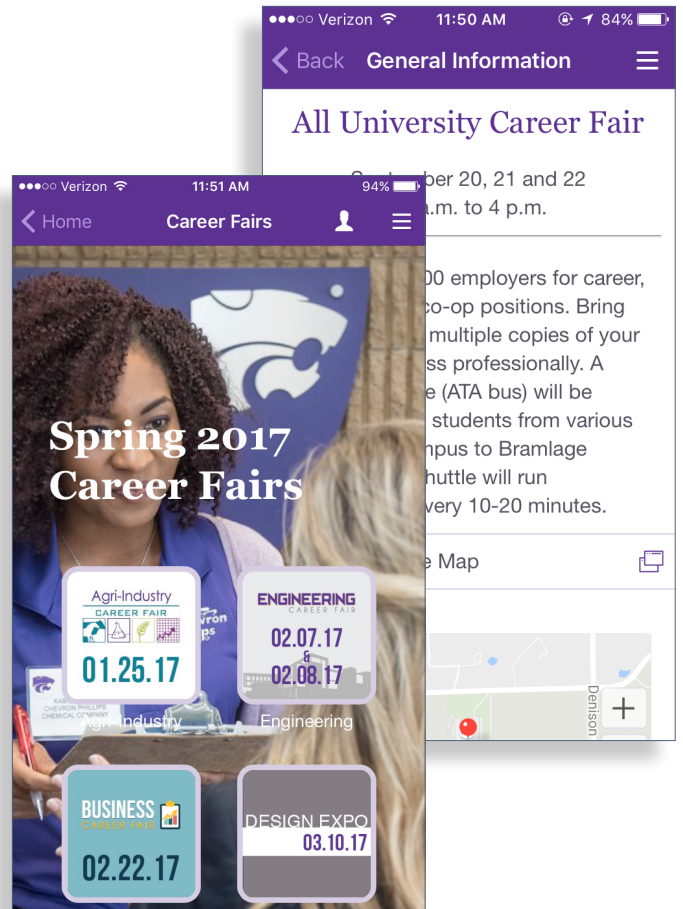 Verizon 11:50 AM 84%
Back General Information
All University Career Fair
ber 20, 21 and 22
a.m. to 4 p.m.
00 employers for career,
co-op positions. Bring
multiple copies of your
ss professionally. A
e (ATA bus) will be
students from various
mpus to Bramlage
huttle will run
very 10-20 minutes.
e Map
Denison
+
Verizon 11:51 AM 94%
Home Career Fairs
Spring 2017
Career Fairs
Agri-Industry
CAREER FAIR
01.25.17
Agri-Industry
ENGINEERING
CAREER FAIR
02.07.17
&
02.08.17
Engineering
CHEVRON PHILLIPS
CHEMICAL COMPANY
BUSINESS
CAREER FAIR
02.22.17
DESIGN EXPO
03.10.17